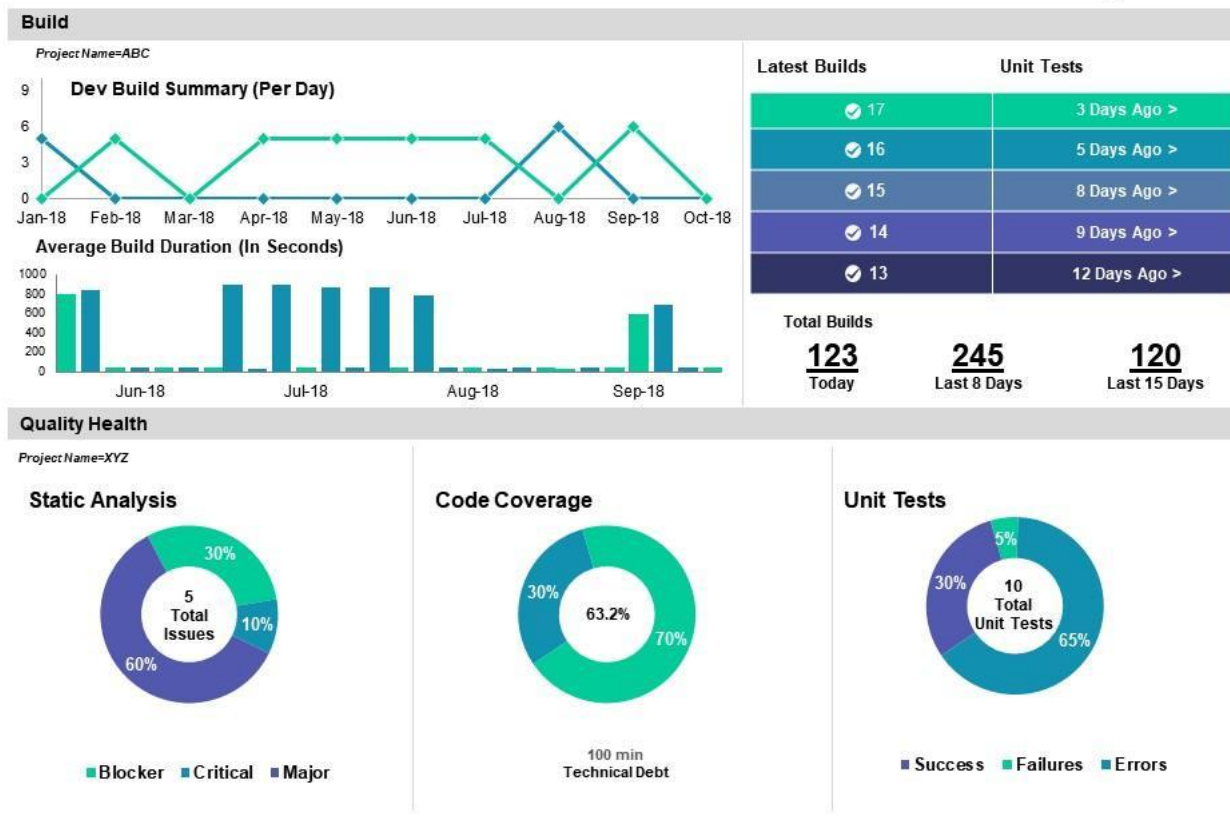 Build
Project Name=ABC
Dev Build Summary (Per Day)
9
6
3
0
Jan-18 Feb-18 Mar-18 Apr-18 May-18 Jun-18 Jul-18 Aug-18 Sep-18 Oct-18
Average Build Duration (In Seconds)
1000
800
600
400
200
0
Jun-18 Jul-18 Aug-18 Sep-18
Latest Builds Unit Tests
17 3 Days Ago >
16 5 Days Ago >
15 8 Days Ago >
14 9 Days Ago >
13 12 Days Ago >
Total Builds
123 245 120
Today Last 8 Days Last 15 Days
Quality Health
Project Name=XYZ
Static Analysis
30%
10%
60%
5
Total
Issues
Blocker Critical Major
Code Coverage
30%
63.2%
70%
100 min
Technical Debt
Unit Tests
5%
30%
65%
10
Total
Unit Tests
Success Failures Errors